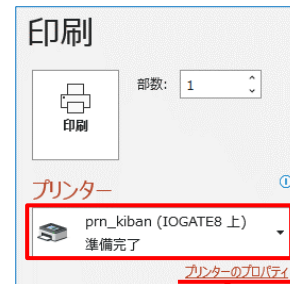 印刷
部数: 1
印刷
プリンター
prn_kiban (IOGATE8 上)
準備完了
プリンターのプロパティ